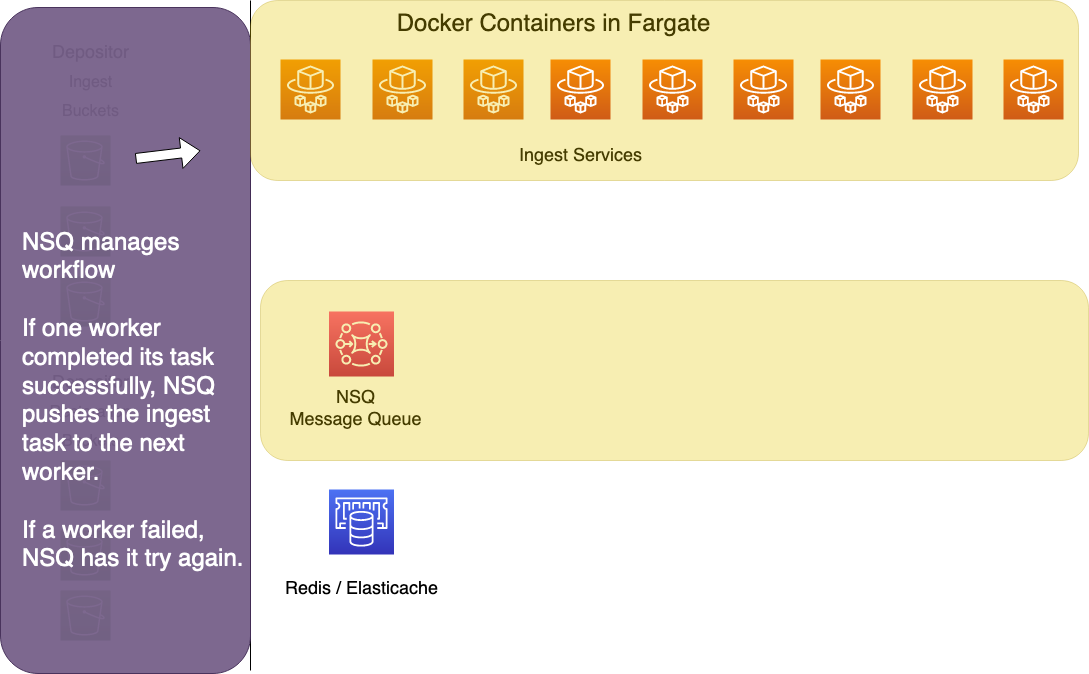 Docker Containers in Fargate
Ingest Services
Depositor
Ingest
Buckets
NSQ manages
workflow
If one worker
completed its task
successfully, NSQ
pushes the ingest
task to the next
worker.
If a worker failed,
NSQ has it try again.
NSQ
Message Queue
Redis / Elasticache